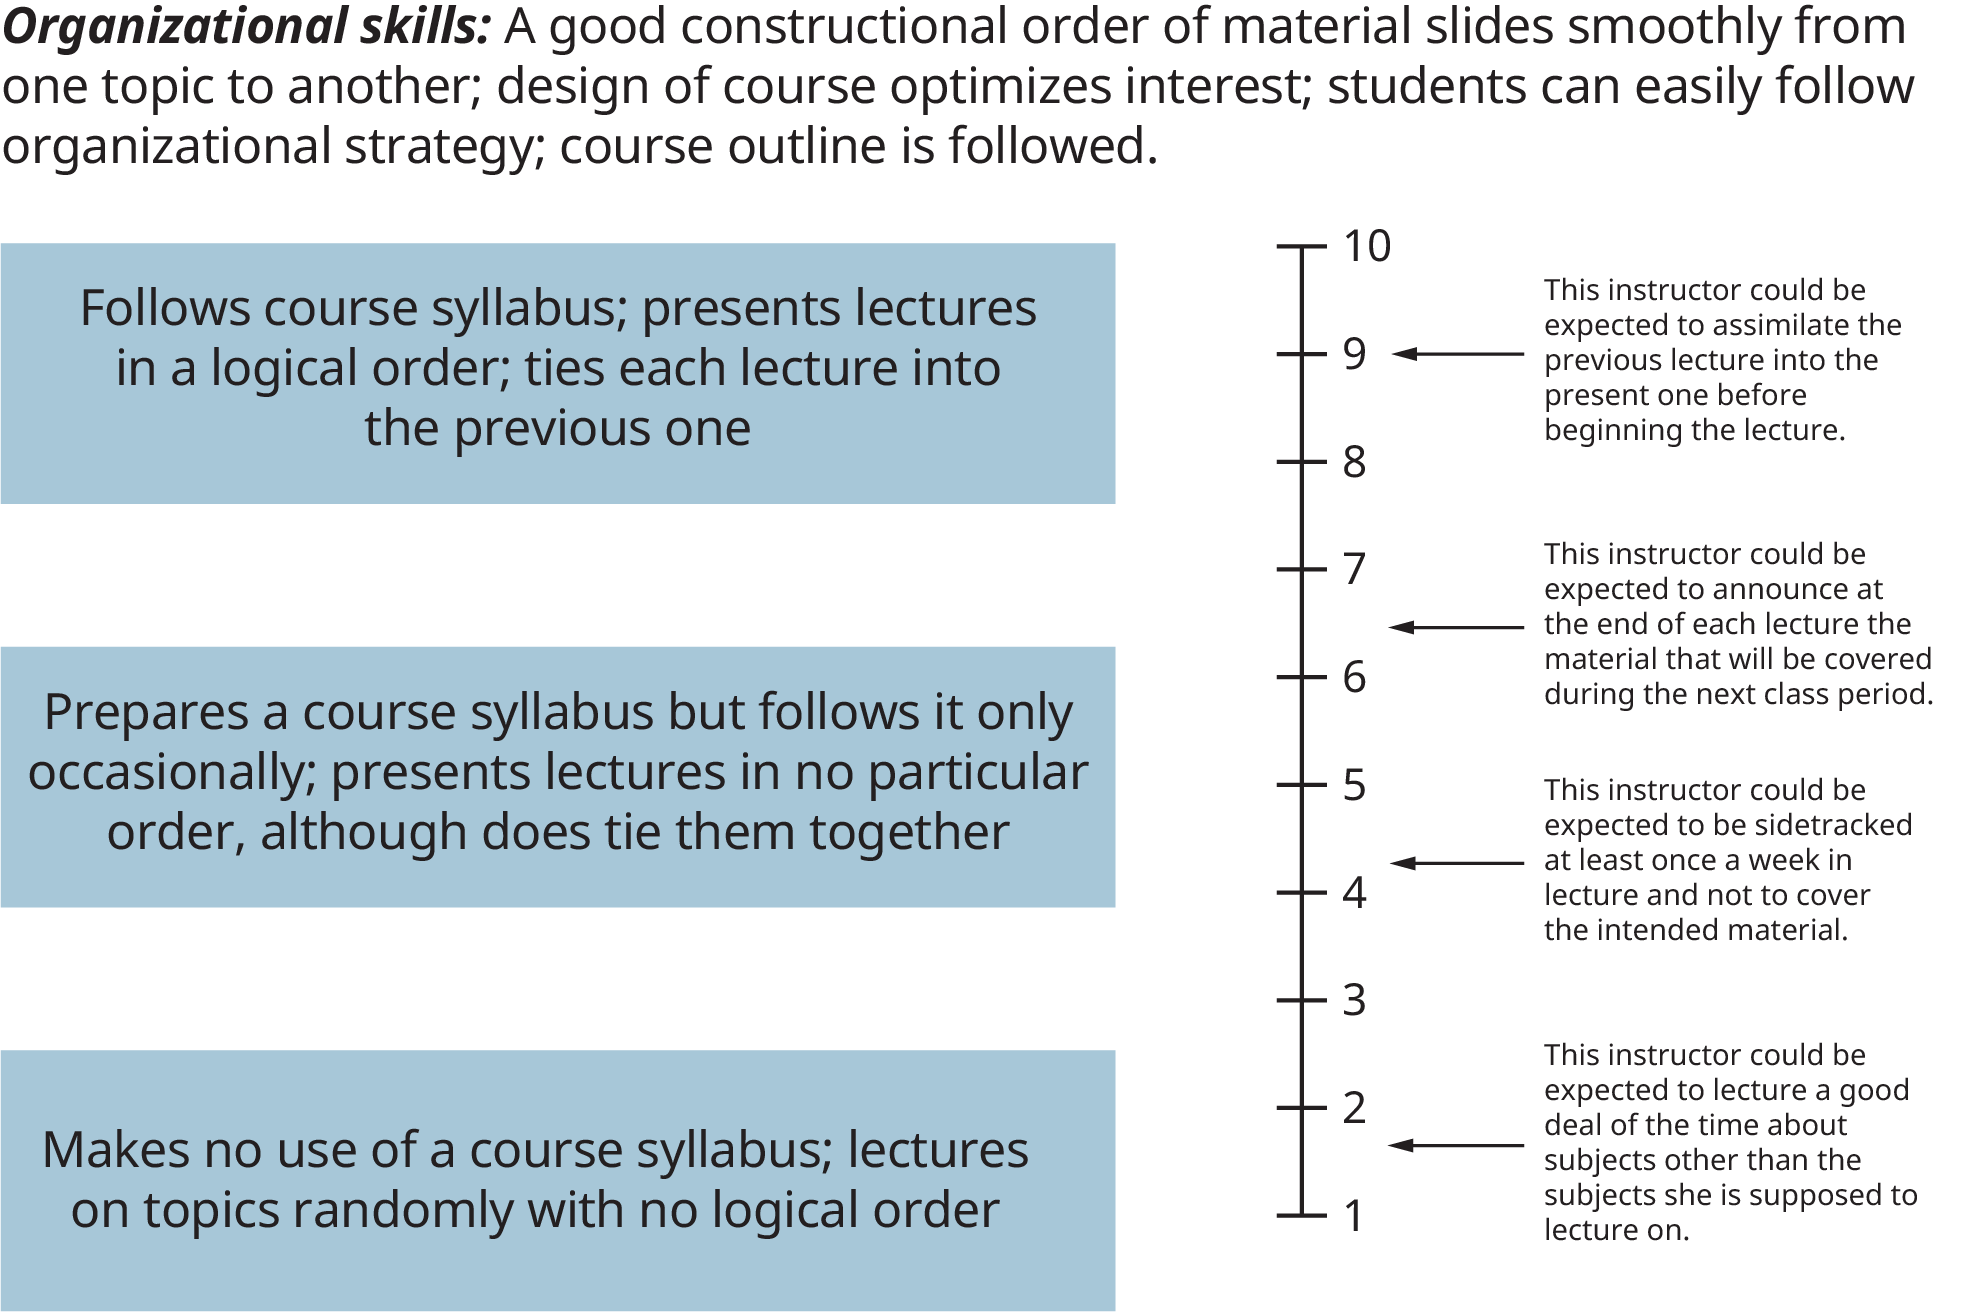 Organizational skills: A good constructional order of material slides smoothly from
one topic to another; design of course optimizes interest; students can easily follow
organizational strategy; course outline is followed.
Follows course syllabus; presents lectures
in a logical order; ties each lecture into
the previous one
Prepares a course syllabus but follows it only
occasionally; presents lectures in no particular
order, although does tie them together
Makes no use of a course syllabus; lectures
on topics randomly with no logical order
10
9
8
7
6
5
4
3
2
1
This instructor could be
expected to assimilate the
previous lecture into the
present one before
beginning the lecture.
This instructor could be
expected to announce at
the end of each lecture the
material that will be covered
during the next class period.
This instructor could be
expected to be sidetracked
at least once a week in
lecture and not to cover
the intended material.
This instructor could be
expected to lecture a good
deal of the time about
subjects other than the
subjects she is supposed to
lecture on.